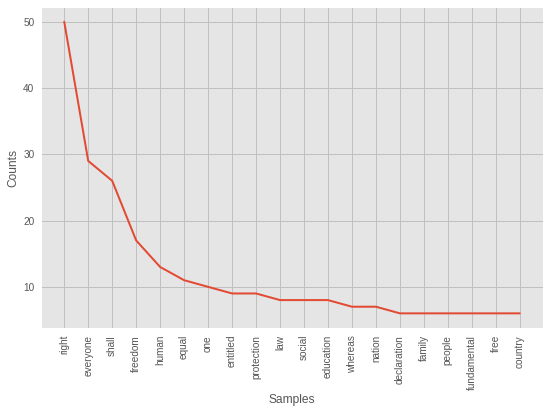 50
40
30
20
10
Counts
right
everyone
shall
freedom
human
equal
one
entitled
protection
law
social
education
whereas
nation
declaration
family
people
fundamental
free
country
Samples